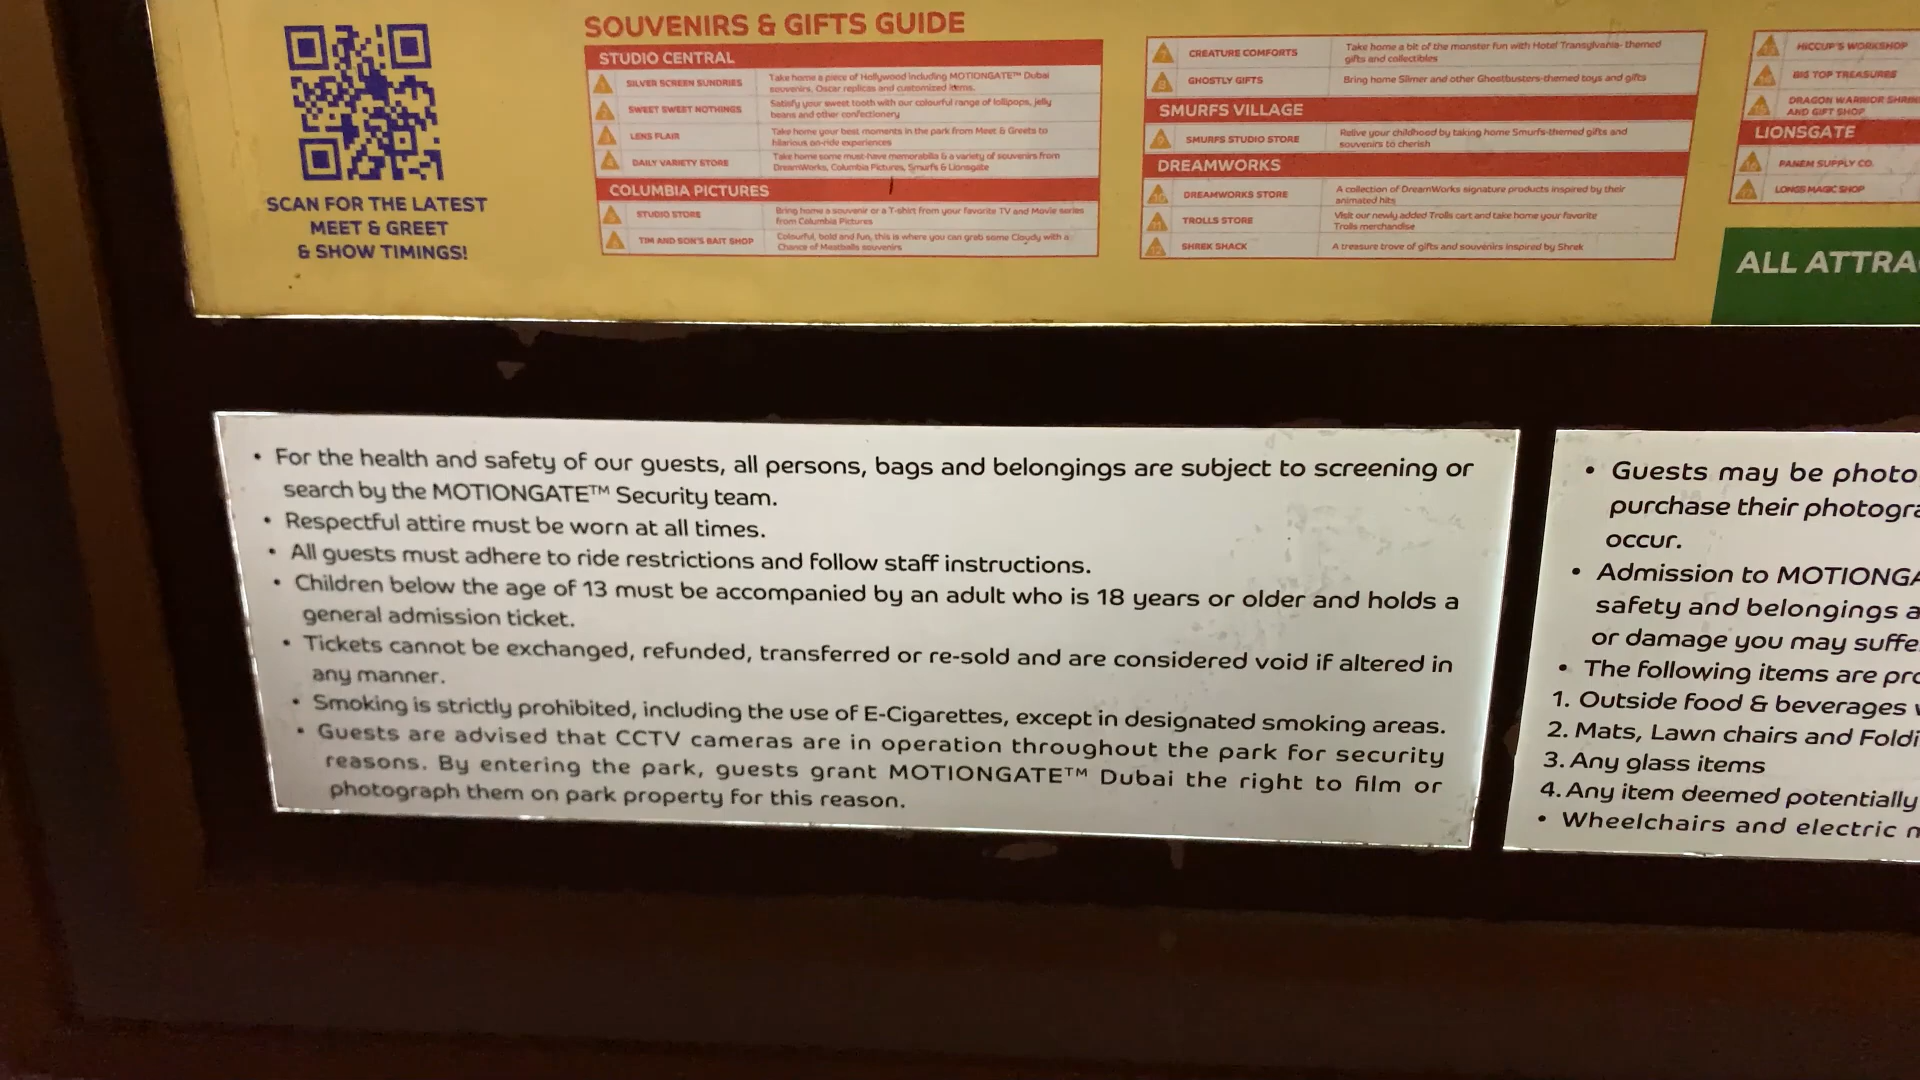 SCAN FOR THE LATEST
MEET & GREET
& SHOW TIMINGS!
SOUVENIRS & GIFTS GUIDE
STUDIO CENTRAL
1 SILVER SCREEN SUNDRIES Take home a piece of Hollywood including MOTIONGATE™ Dubai
souvenirs, Oscar replicas and customized items.
2 SWEET SWEET NOTHINGS Satisfy your sweet tooth with our colourful range of lollipops, jelly
beans and other confectionery
3 LENS FLAIR Take home your best moments in the park from Meet & Greets to
hilarious on-ride experiences
4 DAILY VARIETY STORE Take home some must-have memorabilia & a variety of souvenirs from
DreamWorks, Columbia Pictures, Smurfs & Lionsgate
COLUMBIA PICTURES
5 STUDIO STORE Bring home a souvenir or a T-shirt from your favorite TV and Movie series
from Columbia Pictures
6 TIM AND SON'S BAIT SHOP Colourful, bold and fun, this is where you can grab some Cloudy with a
Chance of Meatballs souvenirs
7 CREATURE COMFORTS Take home a bit of the monster fun with Hotel Transylvania- themed
gifts and collectibles
8 GHOSTLY GIFTS Bring home Slimer and other Ghostbusters-themed toys and gifts
SMURFS VILLAGE
9 SMURFS STUDIO STORE Relive your childhood by taking home Smurfs-themed gifts and
souvenirs to cherish
DREAMWORKS
10 DREAMWORKS STORE A collection of DreamWorks signature products inspired by their
animated hits
11 TROLLS STORE Visit our newly added Trolls cart and take home your favorite
Trolls merchandise
12 SHREK SHACK A treasure trove of gifts and souvenirs inspired by Shrek
HICCUP'S WORKSHOP
BIG TOP TREASURES
DRAGON WARRIOR SHRIN
AND GIFT SHOP
LIONSGATE
PANEM SUPPLY CO.
17 LONGS MAGIC SHOP
ALL ATTRA
• For the health and safety of our guests, all persons, bags and belongings are subject to screening or
search by the MOTIONGATE™ Security team.
• Respectful attire must be worn at all times.
• All guests must adhere to ride restrictions and follow staff instructions.
• Children below the age of 13 must be accompanied by an adult who is 18 years or older and holds a
general admission ticket.
• Tickets cannot be exchanged, refunded, transferred or re-sold and are considered void if altered in
any manner.
• Smoking is strictly prohibited, including the use of E-Cigarettes, except in designated smoking areas.
• Guests are advised that CCTV cameras are in operation throughout the park for security
reasons. By entering the park, guests grant MOTIONGATE™ Dubai the right to film or
photograph them on park property for this reason.
• Guests may be photo
purchase their photogra
occur.
• Admission to MOTIONGA
safety and belongings a
or damage you may suffe
• The following items are pro
1. Outside food & beverages
2. Mats, Lawn chairs and Foldi
3. Any glass items
4. Any item deemed potentially
• Wheelchairs and electric m